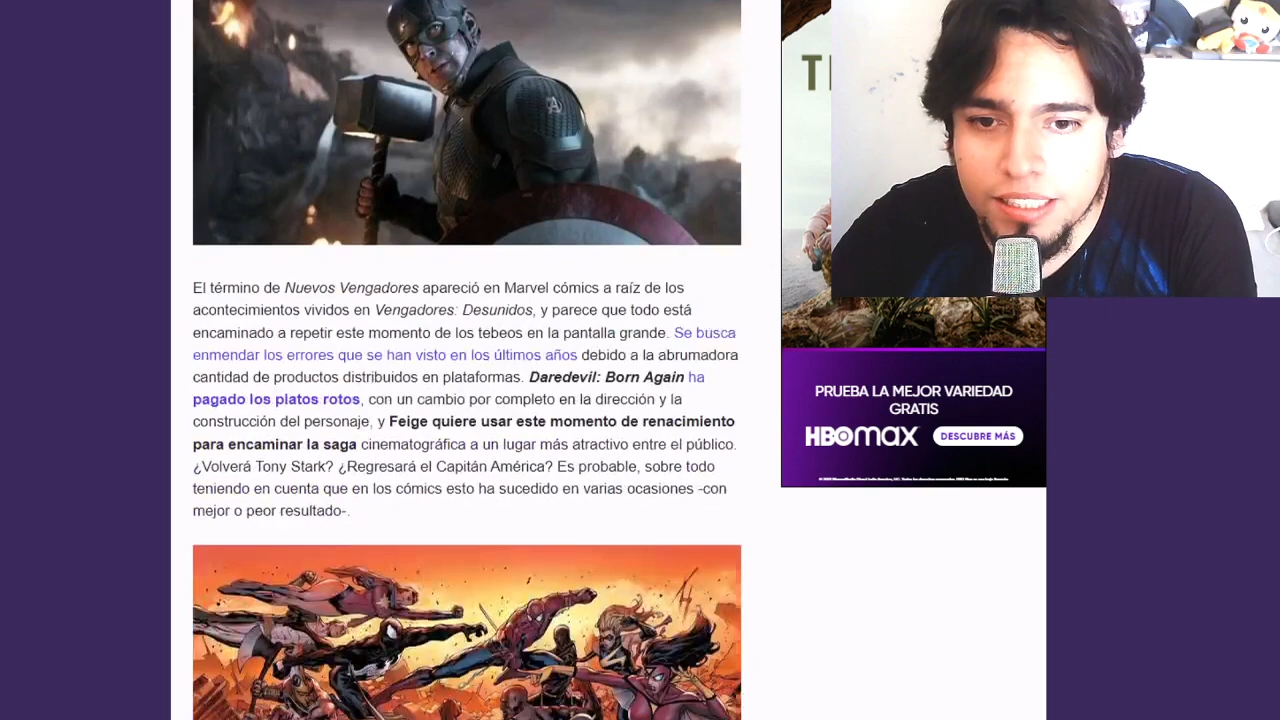 El término de Nuevos Vengadores apareció en Marvel cómics a raíz de los
acontecimientos vividos en Vengadores: Desunidos, y parece que todo está
encaminado a repetir este momento de los tebeos en la pantalla grande. Se busca
enmendar los errores que se han visto en los últimos años debido a la abrumadora
cantidad de productos distribuidos en plataformas. Daredevil: Born Again ha
pagado los platos rotos, con un cambio por completo en la dirección y la
construcción del personaje, y Feige quiere usar este momento de renacimiento
para encamimar la saga cinematográfica a un lugar más atractivo entre el público.
¿Volverá Tony Stark? ¿Regresará el Capitán América? Es probable, sobre todo
teniendo en cuenta que en los cómics esto ha sucedido en varias ocasiones -con
mejor o peor resultado-.
PRUEBA LA MEJOR VARIEDAD
GRATIS
HBOMAX DESCUBRE MÁS